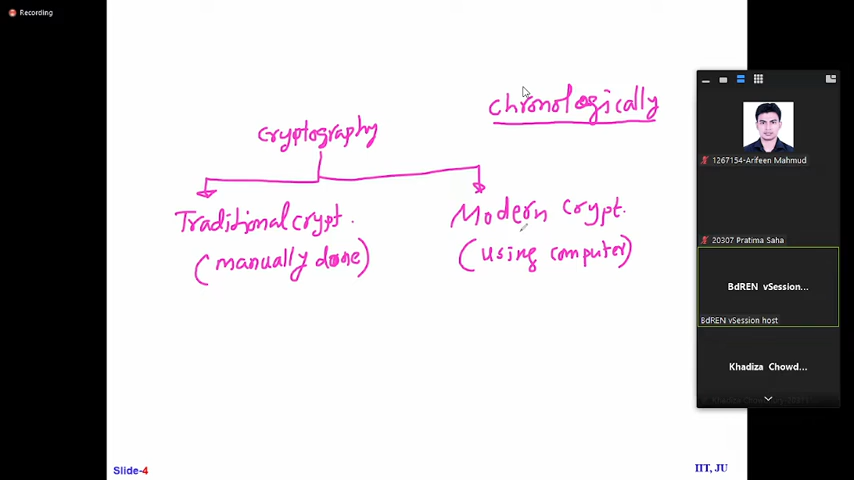 Recording
chronologically
cryptography
Traditional crypt.
Modern crypt.
(manually done)
(using computer)
1267154-Arifeen Mahmud
20307 Pratima Saha
BdREN vSession...
BdREN vSession host
Khadiza Chowd...
Slide-4
IIT, JU